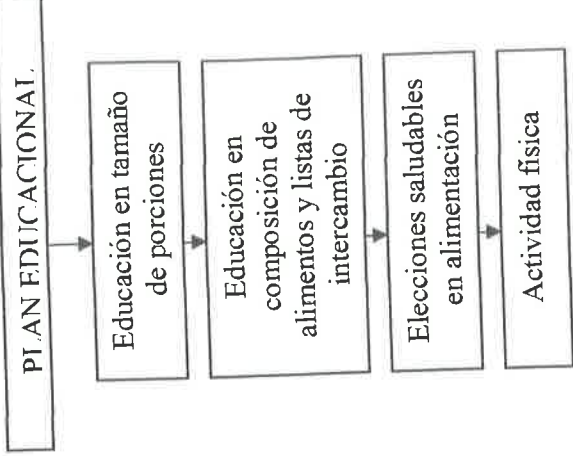 PLAN EDUCACIONAL
Educación en tamaño
de porciones
Educación en
composición de
alimentos y listas de
intercambio
Elecciones saludables
en alimentación
Actividad física